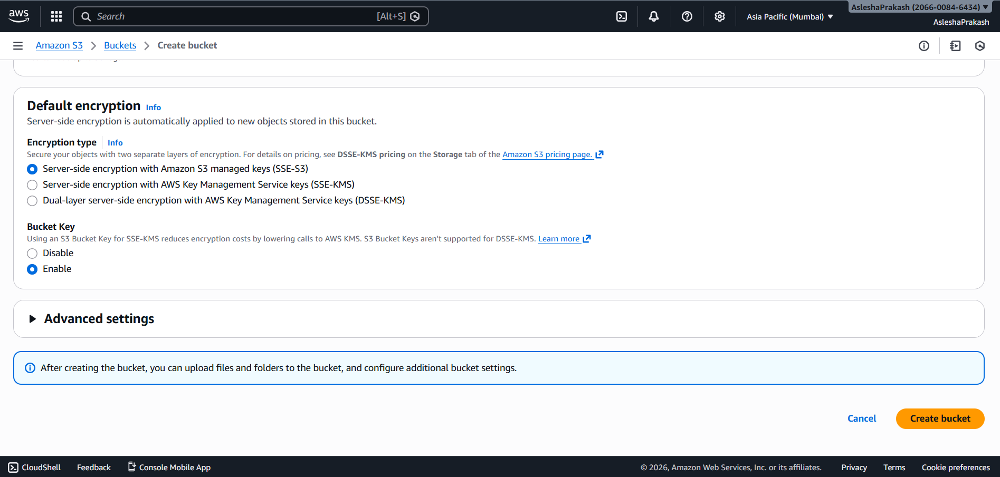 aws
Search
[Alt+S]
Asia Pacific (Mumbai)
AsleshaPrakash (2066-0084-6434)
AsleshaPrakash
Amazon S3
Buckets
Create bucket
Default encryption Info
Server-side encryption is automatically applied to new objects stored in this bucket.
Encryption type Info
Secure your objects with two separate layers of encryption. For details on pricing, see DSSE-KMS pricing on the Storage tab of the Amazon S3 pricing page.
Server-side encryption with Amazon S3 managed keys (SSE-S3)
Server-side encryption with AWS Key Management Service keys (SSE-KMS)
Dual-layer server-side encryption with AWS Key Management Service keys (DSSE-KMS)
Bucket Key
Using an S3 Bucket Key for SSE-KMS reduces encryption costs by lowering calls to AWS KMS. S3 Bucket Keys aren't supported for DSSE-KMS. Learn more
Disable
Enable
Advanced settings
After creating the bucket, you can upload files and folders to the bucket, and configure additional bucket settings.
Cancel
Create bucket
CloudShell
Feedback
Console Mobile App
© 2026, Amazon Web Services, Inc. or its affiliates.
Privacy
Terms
Cookie preferences